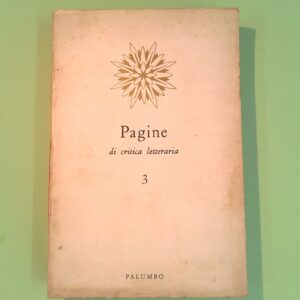 Pagine
di critica letteraria
3
PALUMBO